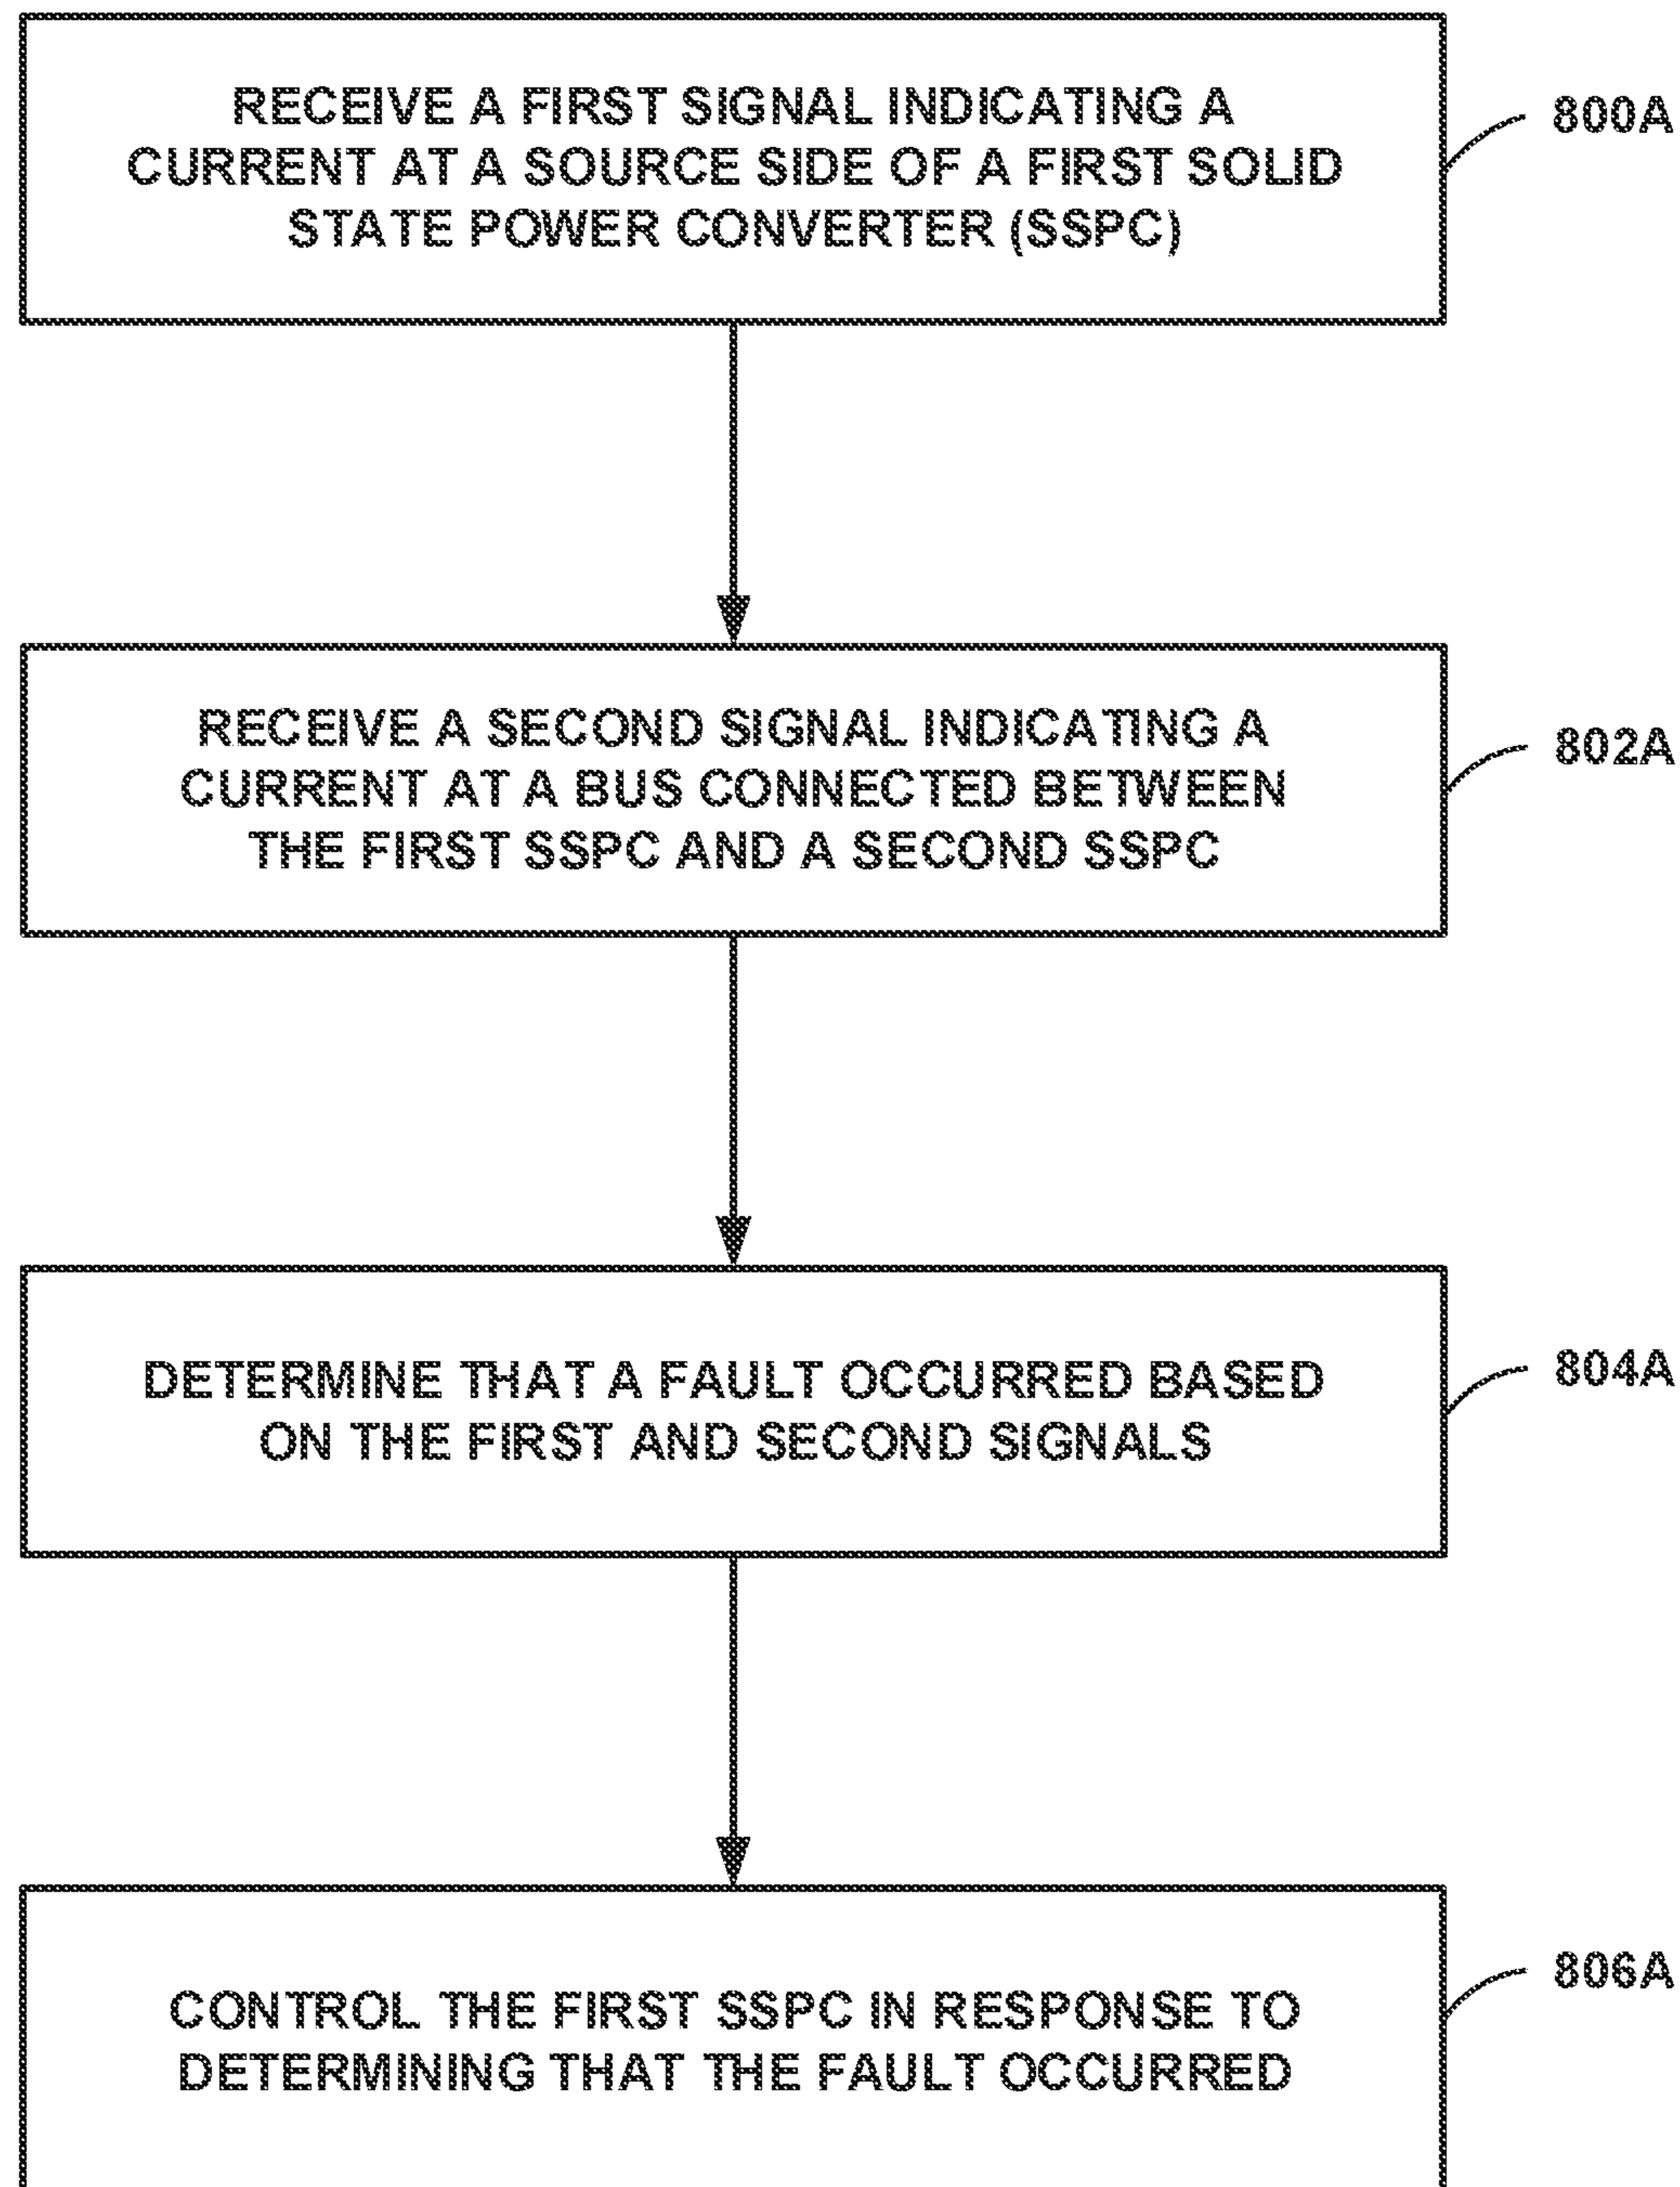 RECEIVE A FIRST SIGNAL INDICATING A
CURRENT AT A SOURCE SIDE OF A FIRST SOLID
STATE POWER CONVERTER (SSPC)
800A
RECEIVE A SECOND SIGNAL INDICATING A
CURRENT AT A BUS CONNECTED BETWEEN
THE FIRST SSPC AND A SECOND SSPC
802A
DETERMINE THAT A FAULT OCCURRED BASED
ON THE FIRST AND SECOND SIGNALS
804A
CONTROL THE FIRST SSPC IN RESPONSE TO
DETERMINING THAT THE FAULT OCCURRED
806A